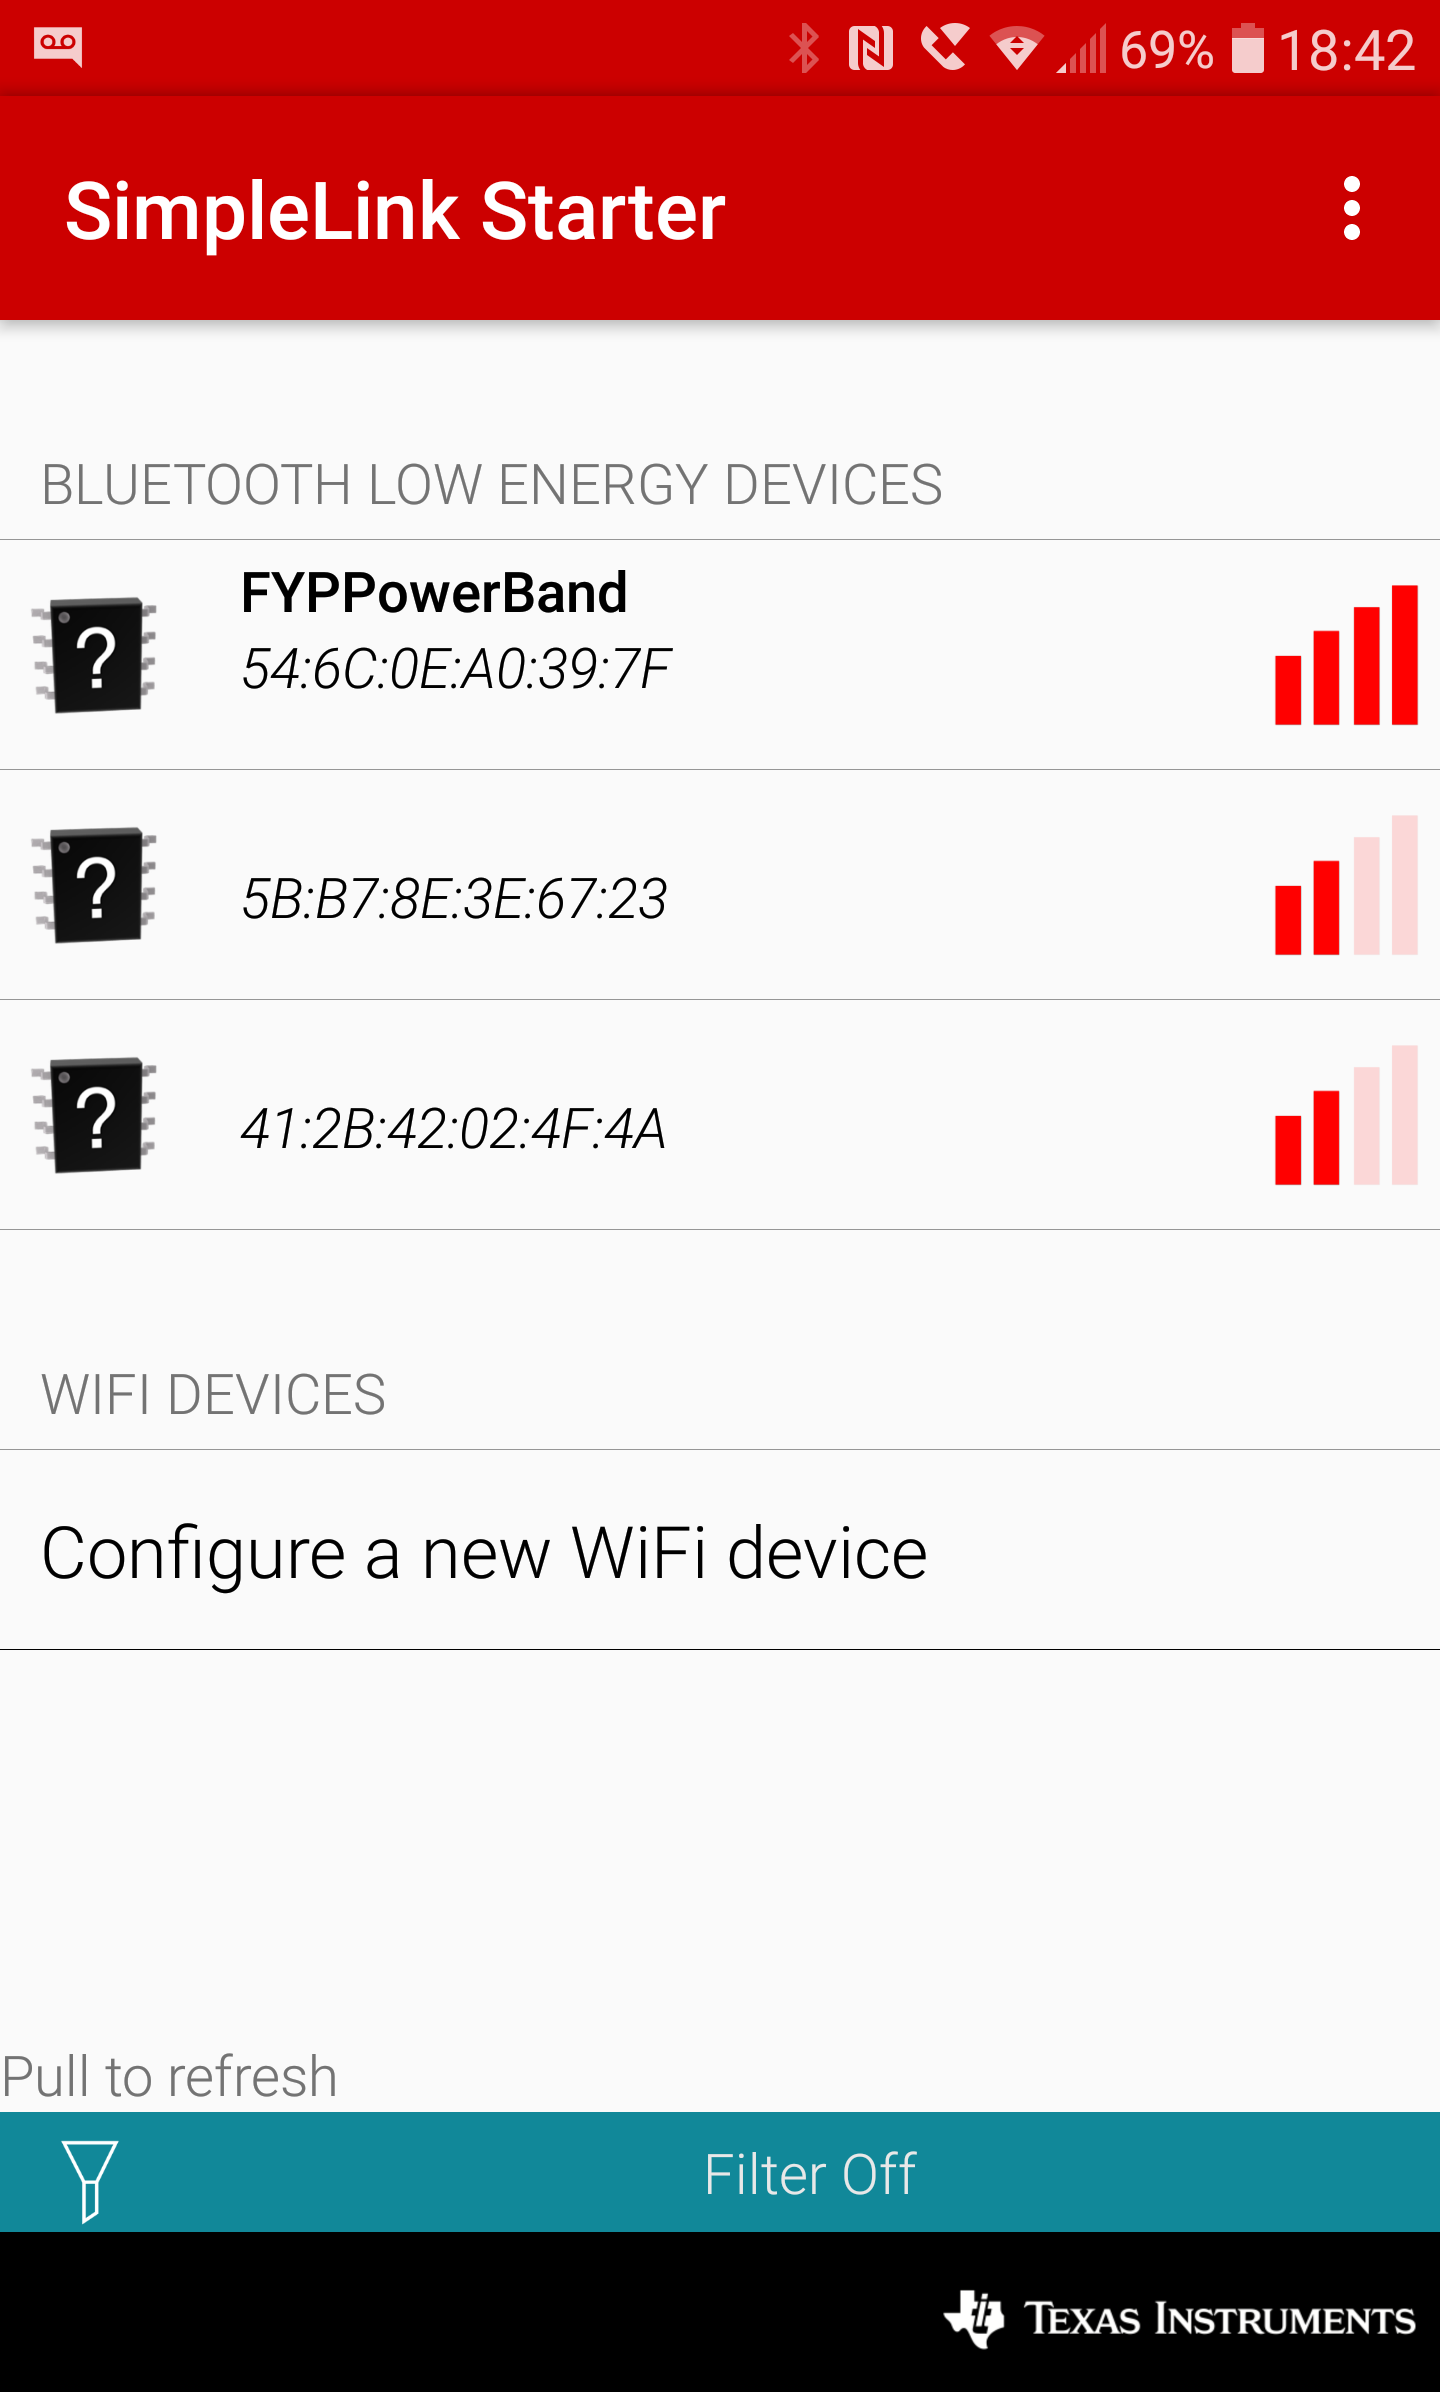 69% 18:42
SimpleLink Starter
BLUETOOTH LOW ENERGY DEVICES
FYPPowerBand
?
54:6C:0E:A0:39:7F
?
5B:B7:8E:3E:67:23
?
41:2B:42:02:4F:4A
WIFI DEVICES
Configure a new WiFi device
Pull to refresh
Filter Off
TEXAS INSTRUMENTS